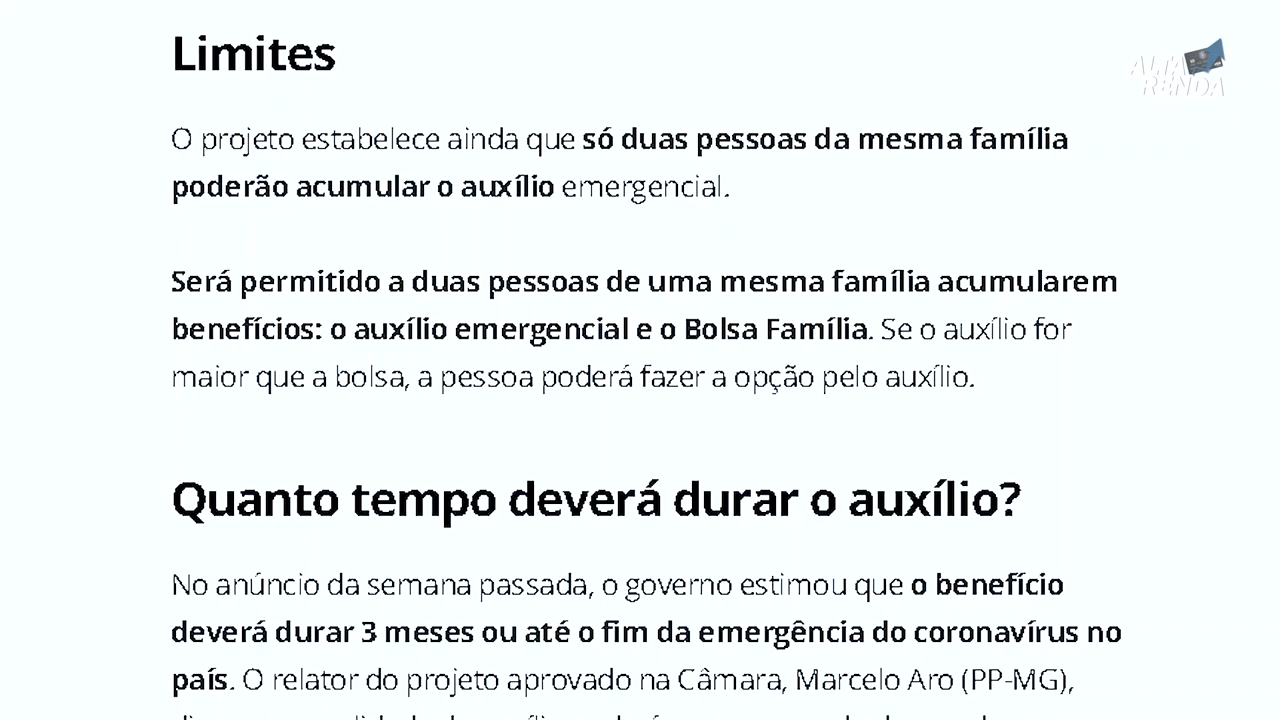 Limites
ALTA
RENDA
O projeto estabelece ainda que só duas pessoas da mesma família
poderão acumular o auxílio emergencial.
Será permitido a duas pessoas de uma mesma família acumularem
benefícios: o auxílio emergencial e o Bolsa Família. Se o auxílio for
maior que a bolsa, a pessoa poderá fazer a opção pelo auxílio.
Quanto tempo deverá durar o auxílio?
No anúncio da semana passada, o governo estimou que o benefício
deverá durar 3 meses ou até o fim da emergência do coronavírus no
país. O relator do projeto aprovado na Câmara, Marcelo Aro (PP-MG),